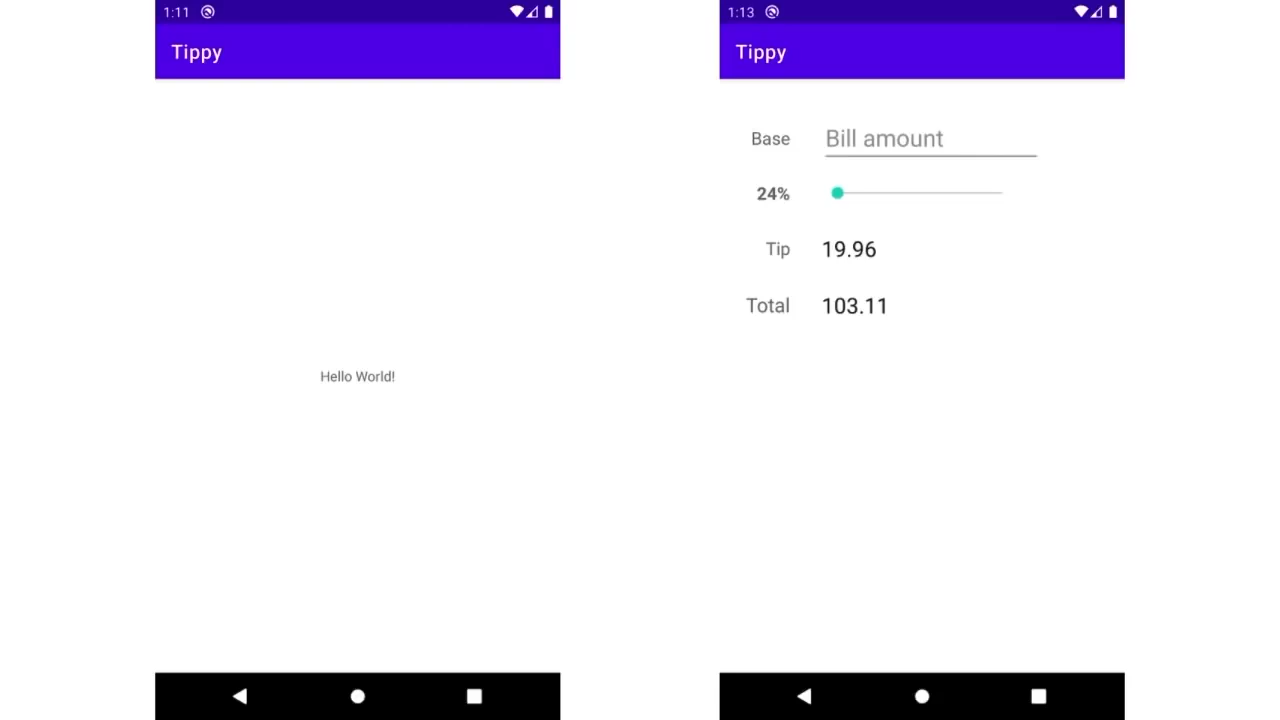 1:11
Tippy
Hello World!
1:13
Tippy
Base Bill amount
24%
Tip 19.96
Total 103.11